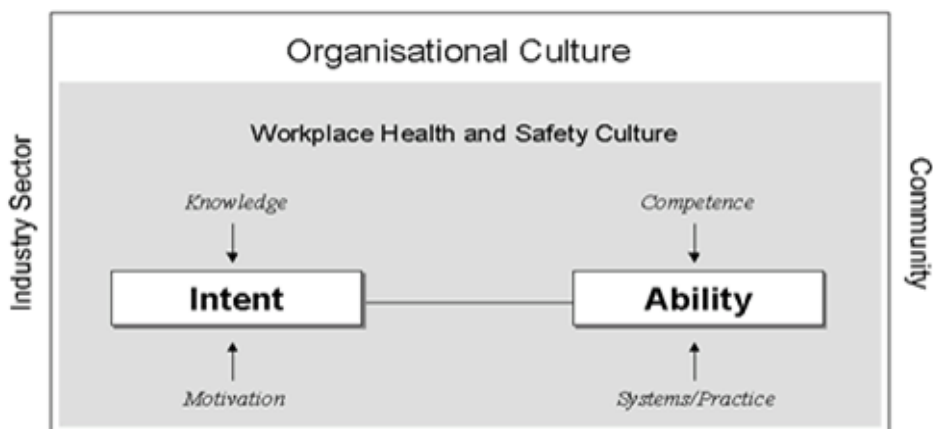 Organisational Culture
Industry Sector
Workplace Health and Safety Culture
Community
Knowledge
Competence
Intent
Ability
Motivation
Systems/Practice